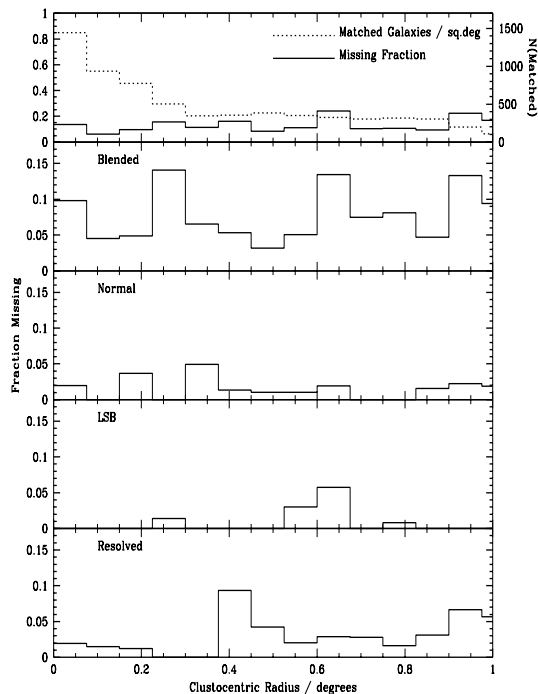 1
0.8
0.6
0.4
0.2
0
1500
1000
500
0
N(Matched)
Matched Galaxies / sq.deg
Missing Fraction
Fraction Missing
0.15
0.1
0.05
0
Blended
0.15
0.1
0.05
0
Normal
0.15
0.1
0.05
0
LSB
0.15
0.1
0.05
0
Resolved
0 0.2 0.4 0.6 0.8 1
Clustocentric Radius / degrees